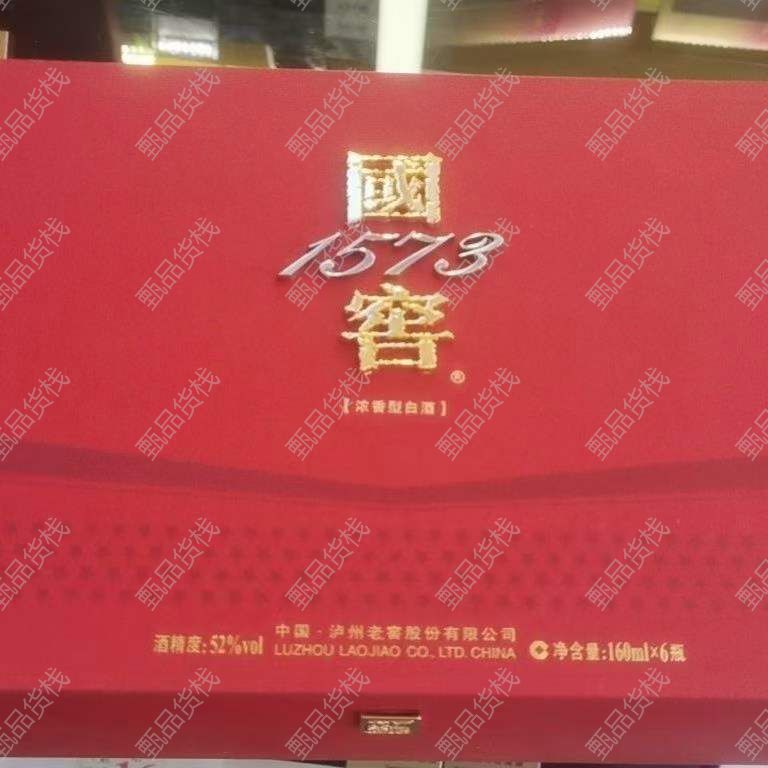 國
1573
窖®
【浓香型白酒】
酒精度:52%vol
中国·泸州老窖股份有限公司
LUZHOU LAOJIAO CO., LTD. CHINA
净含量:160ml×6瓶
甄品货栈